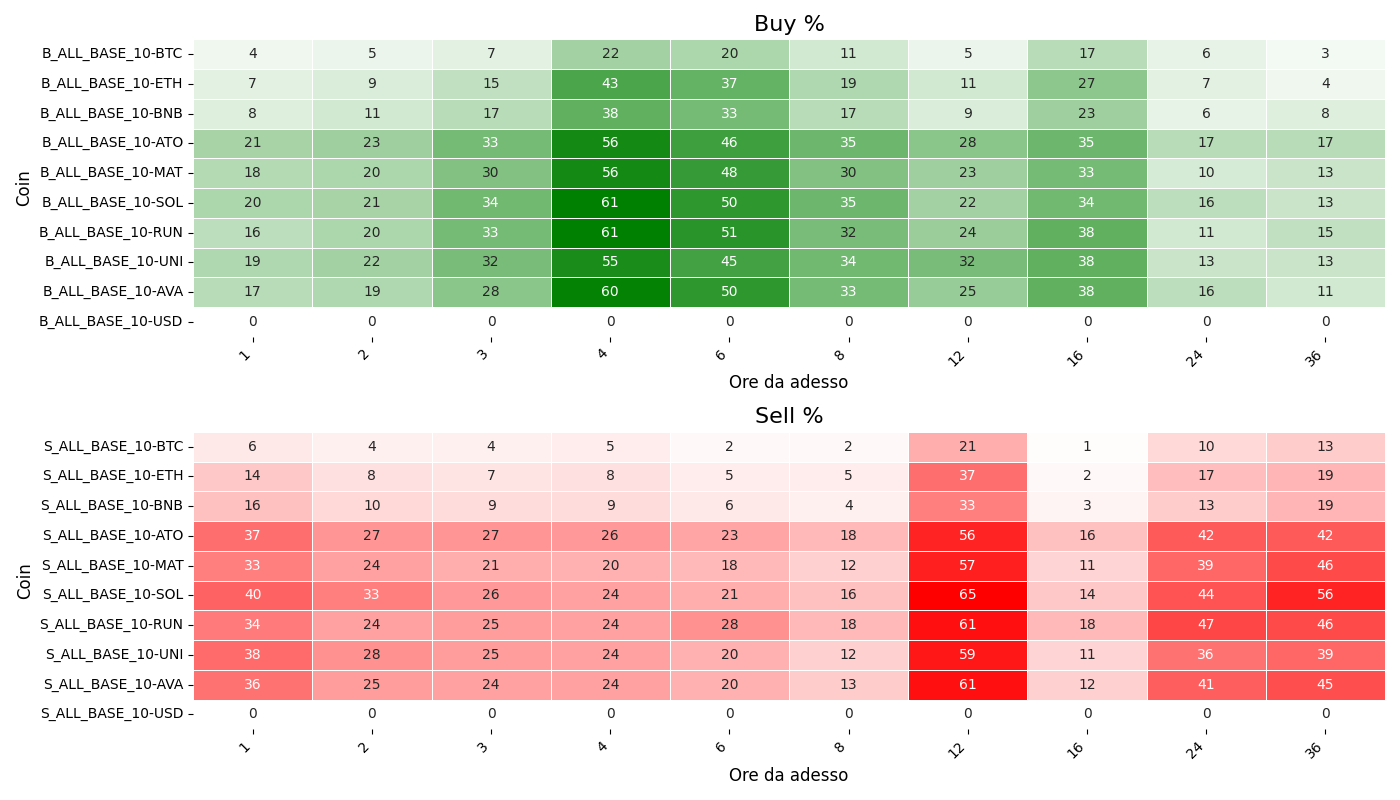 Buy %
Coin
B_ALL_BASE_10-BTC 4 5 7 22 20 11 5 17 6 3
B_ALL_BASE_10-ETH 7 9 15 43 37 19 11 27 7 4
B_ALL_BASE_10-BNB 8 11 17 38 33 17 9 23 6 8
B_ALL_BASE_10-ATO 21 23 33 56 46 35 28 35 17 17
B_ALL_BASE_10-MAT 18 20 30 56 48 30 23 33 10 13
B_ALL_BASE_10-SOL 20 21 34 61 50 35 22 34 16 13
B_ALL_BASE_10-RUN 16 20 33 61 51 32 24 38 11 15
B_ALL_BASE_10-UNI 19 22 32 55 45 34 32 38 13 13
B_ALL_BASE_10-AVA 17 19 28 60 50 33 25 38 16 11
B_ALL_BASE_10-USD 0 0 0 0 0 0 0 0 0 0
1 2 3 4 6 8 12 16 24 36
Ore da adesso
Sell %
Coin
S_ALL_BASE_10-BTC 6 4 4 5 2 2 21 1 10 13
S_ALL_BASE_10-ETH 14 8 7 8 5 5 37 2 17 19
S_ALL_BASE_10-BNB 16 10 9 9 6 4 33 3 13 19
S_ALL_BASE_10-ATO 37 27 27 26 23 18 56 16 42 42
S_ALL_BASE_10-MAT 33 24 21 20 18 12 57 11 39 46
S_ALL_BASE_10-SOL 40 33 26 24 21 16 65 14 44 56
S_ALL_BASE_10-RUN 34 24 25 24 28 18 61 18 47 46
S_ALL_BASE_10-UNI 38 28 25 24 20 12 59 11 36 39
S_ALL_BASE_10-AVA 36 25 24 24 20 13 61 12 41 45
S_ALL_BASE_10-USD 0 0 0 0 0 0 0 0 0 0
1 2 3 4 6 8 12 16 24 36
Ore da adesso